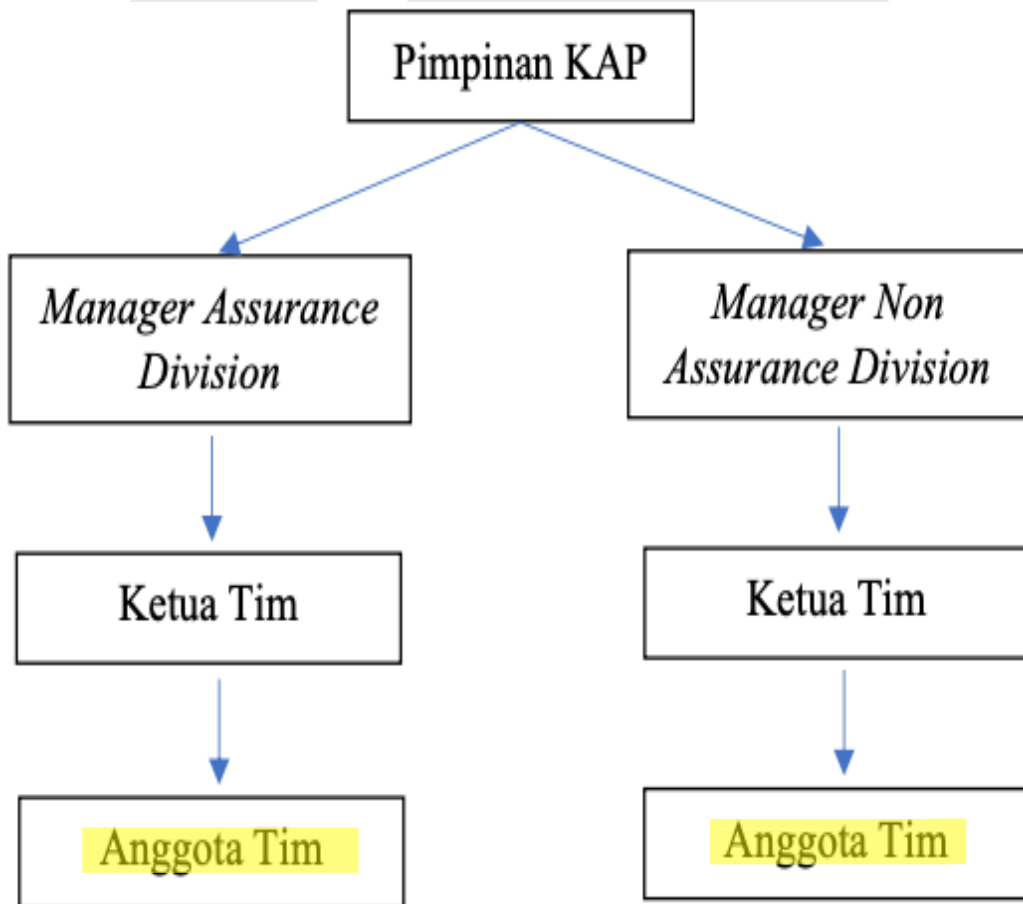 Pimpinan KAP
Manager Assurance
Division
Manager Non
Assurance Division
Ketua Tim
Ketua Tim
Anggota Tim
Anggota Tim